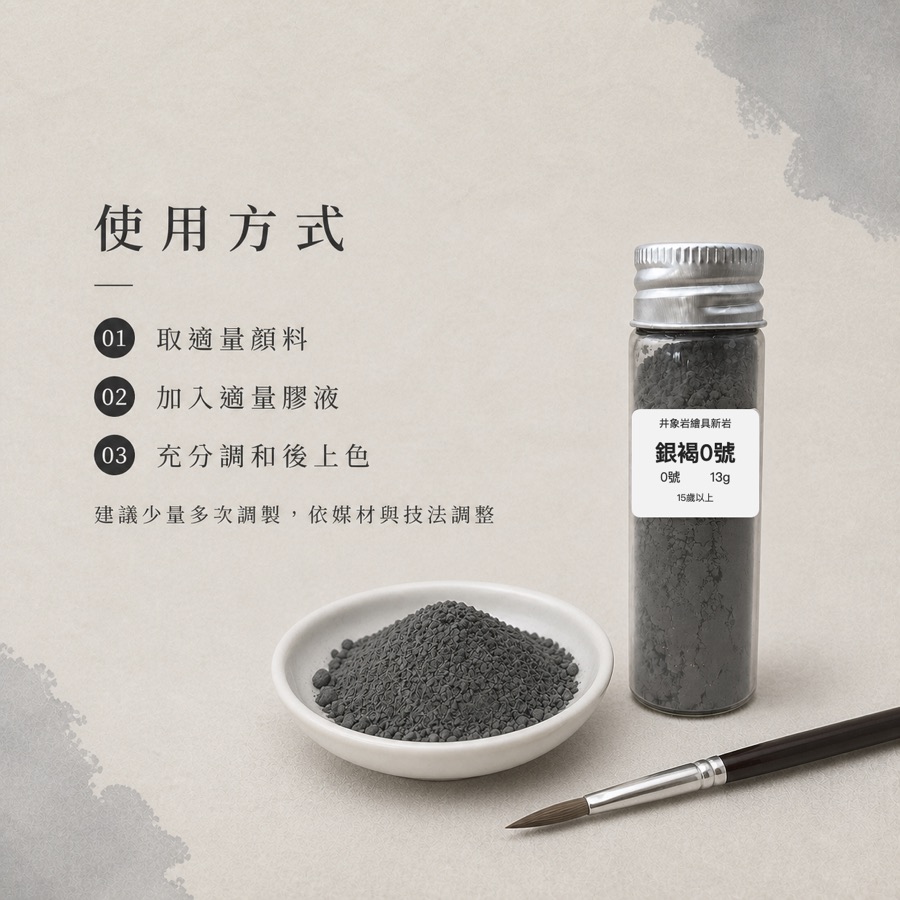 使用方式
01 取適量顏料
02 加入適量膠液
03 充分調和後上色
建議少量多次調製，依媒材與技法調整
井象岩繪具新岩
銀褐0號
0號 13g
15歲以上